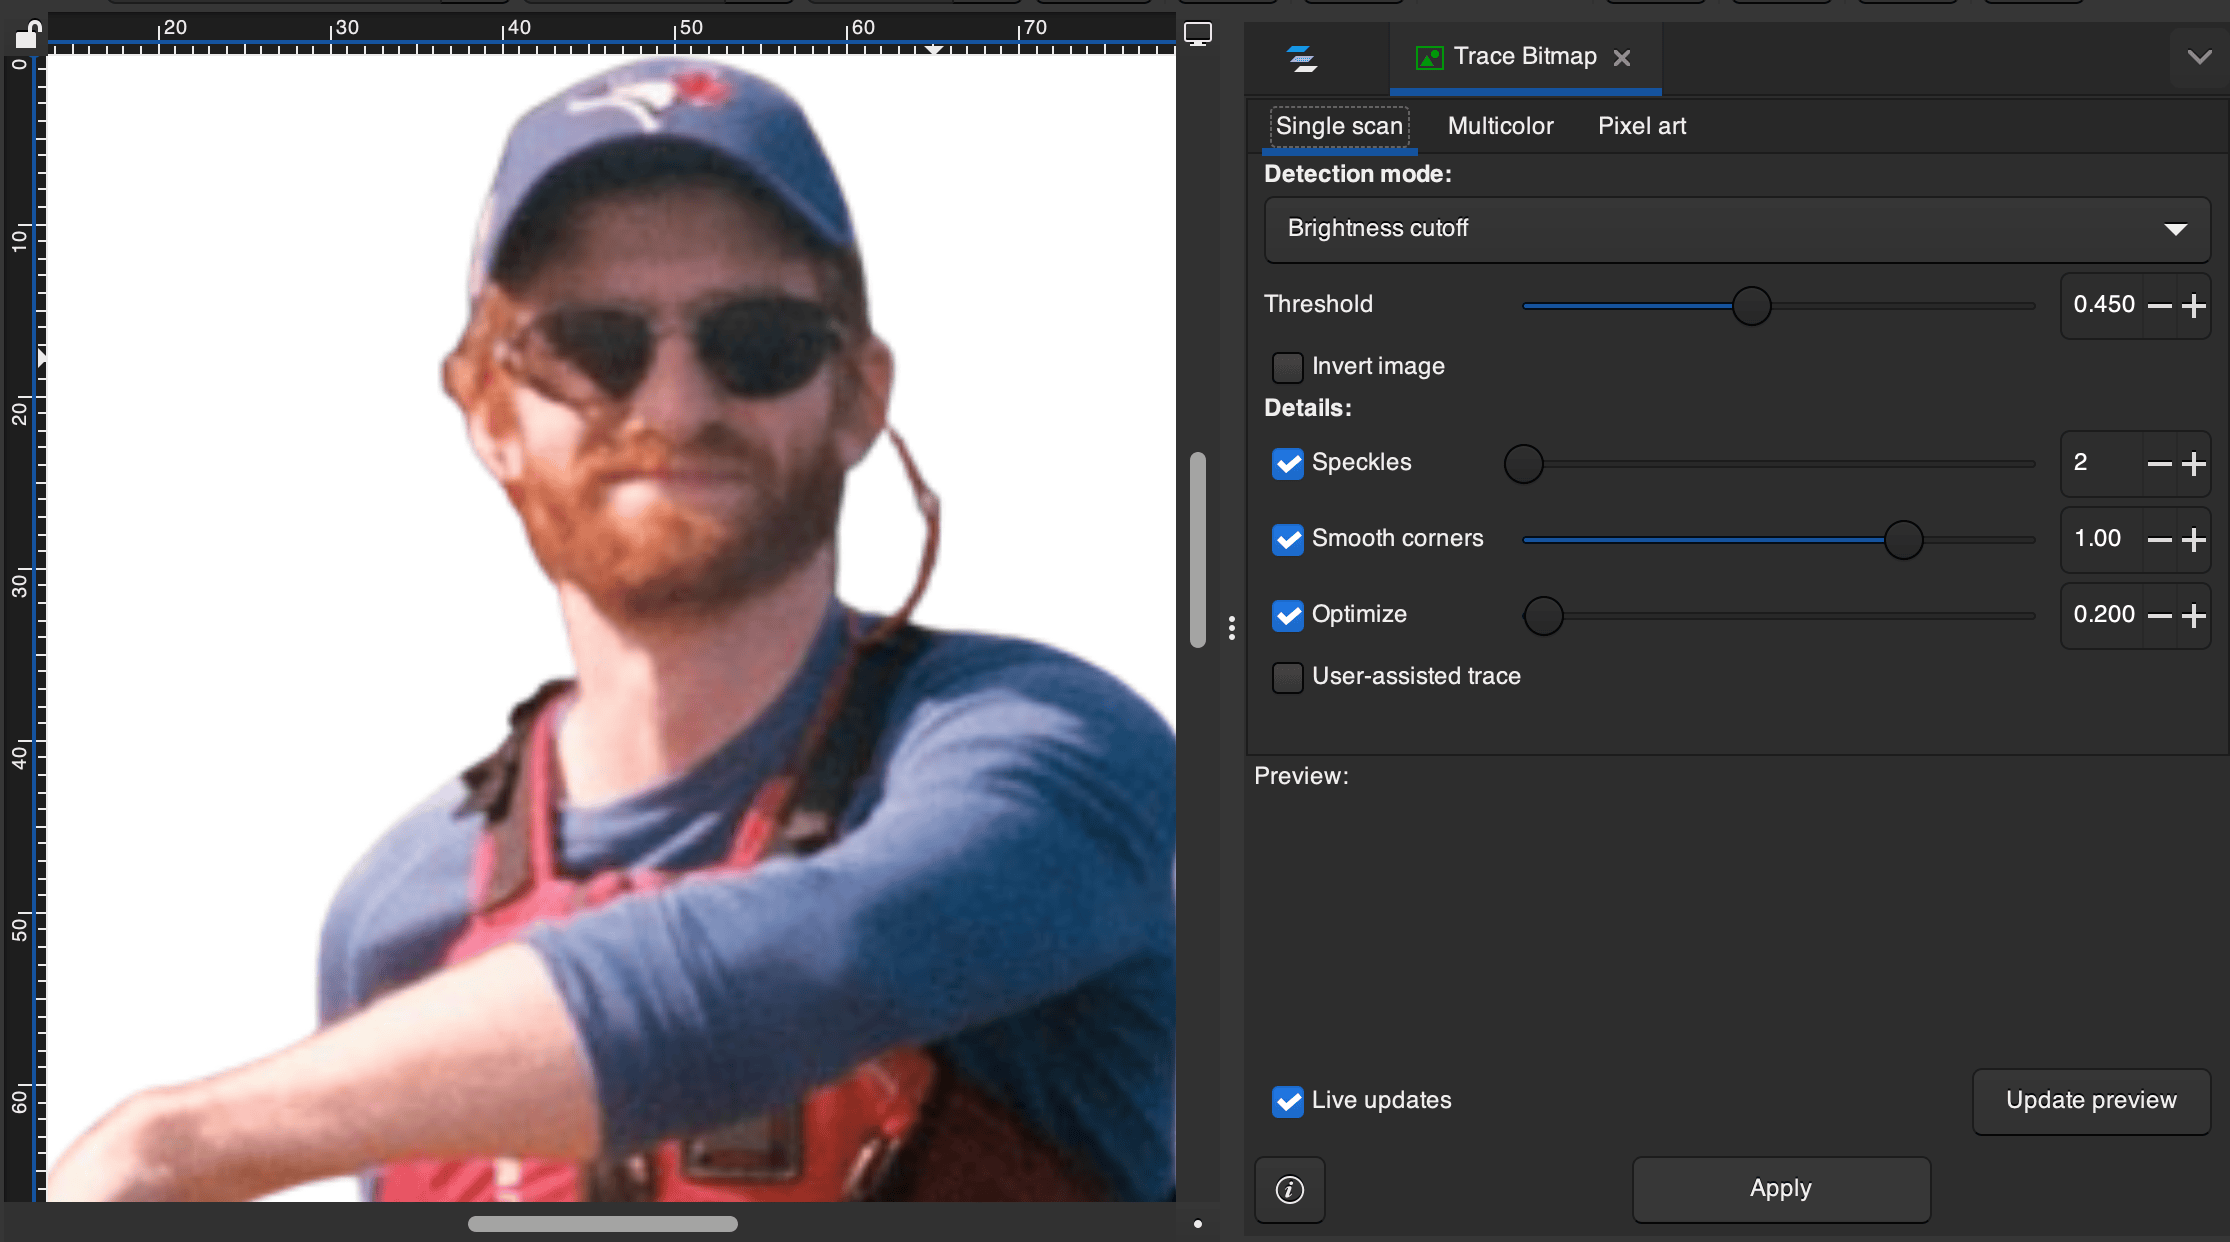 20 30 40 50 60 70
0
10
20
30
40
50
60
Trace Bitmap
Single scan Multicolor Pixel art
Detection mode:
Brightness cutoff
Threshold 0.450
Invert image
Details:
Speckles 2
Smooth corners 1.00
Optimize 0.200
User-assisted trace
Preview:
Live updates Update preview
Apply